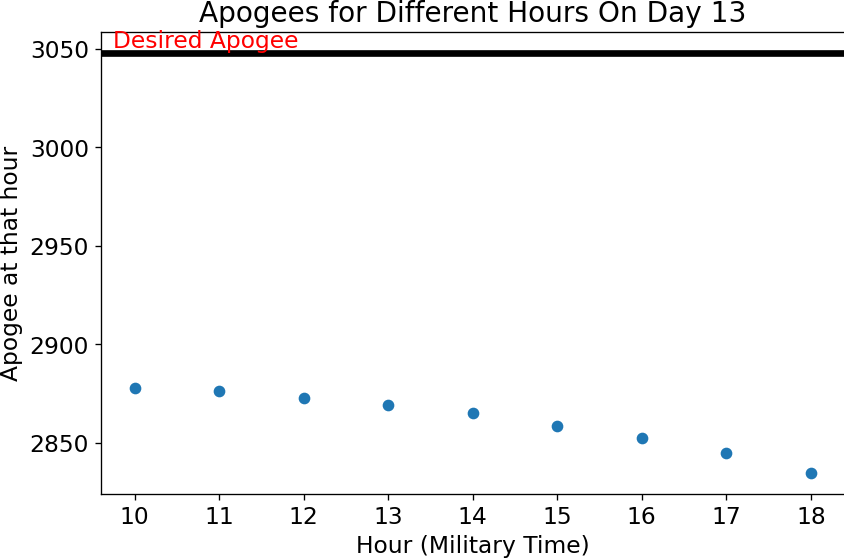 Apogees for Different Hours On Day 13
Desired Apogee
3050
3000
2950
2900
2850
Apogee at that hour
10 11 12 13 14 15 16 17 18
Hour (Military Time)